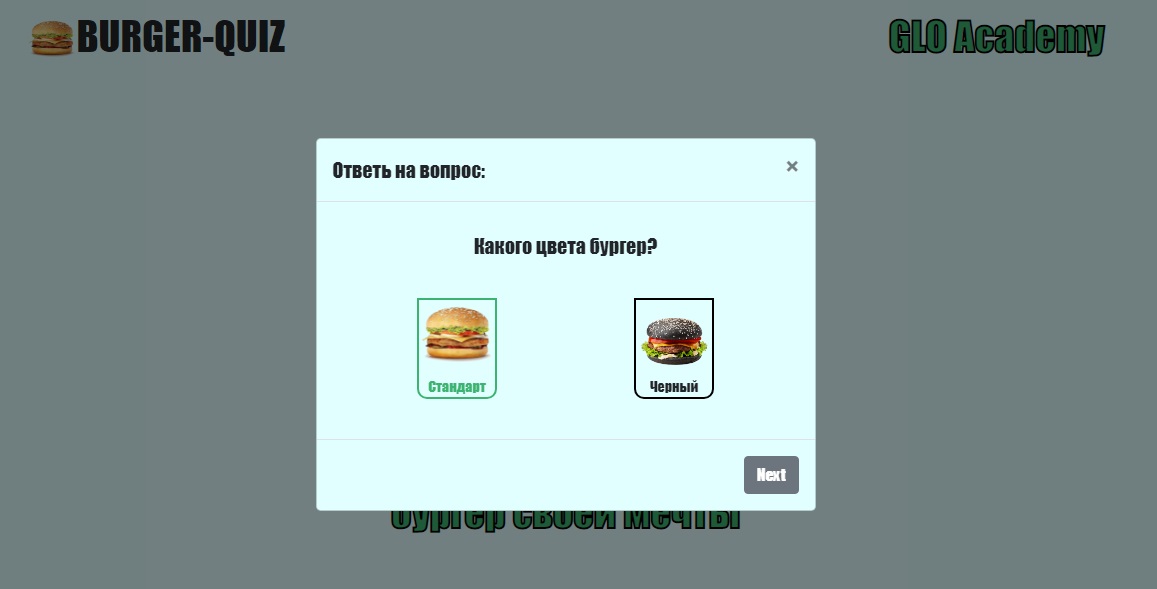 BURGER-QUIZ
GLO Academy
Ответь на вопрос:
×
Какого цвета бургер?
Стандарт
Черный
Next
бургер своей мечты